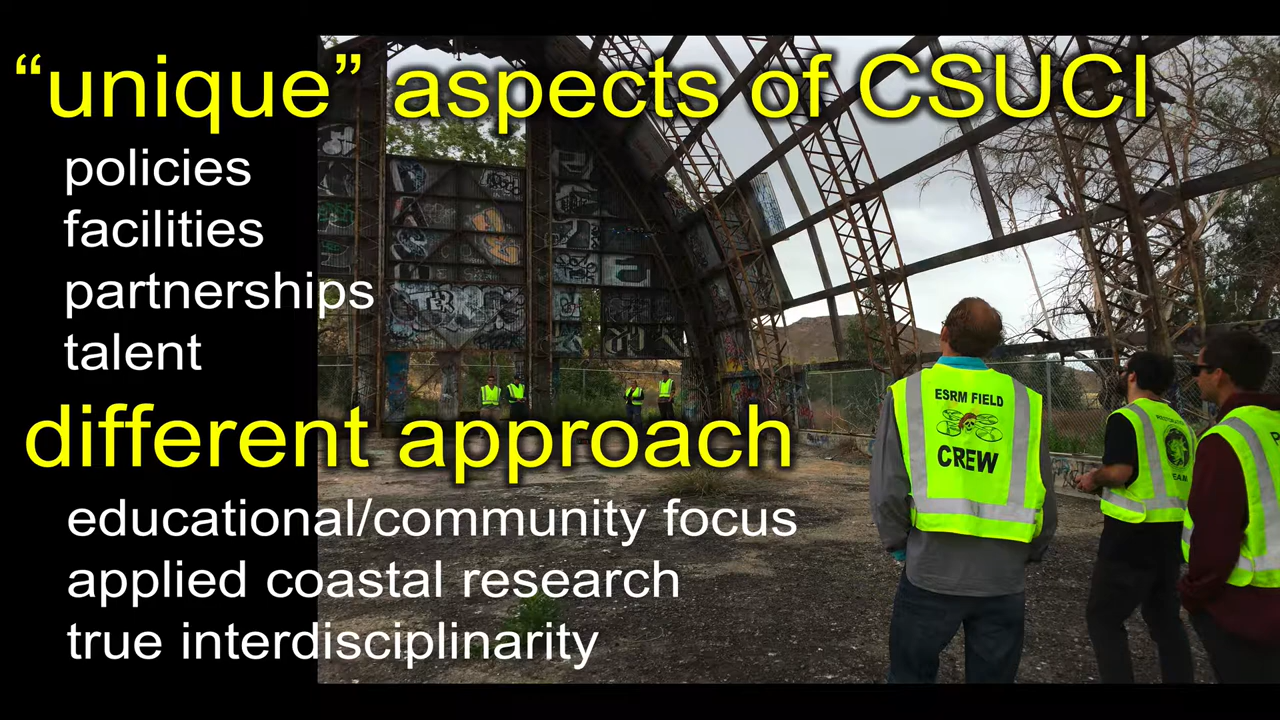 “unique” aspects of CSUCI
policies
facilities
partnerships
talent
different approach
educational/community focus
applied coastal research
true interdisciplinarity
ESRM FIELD
CREW